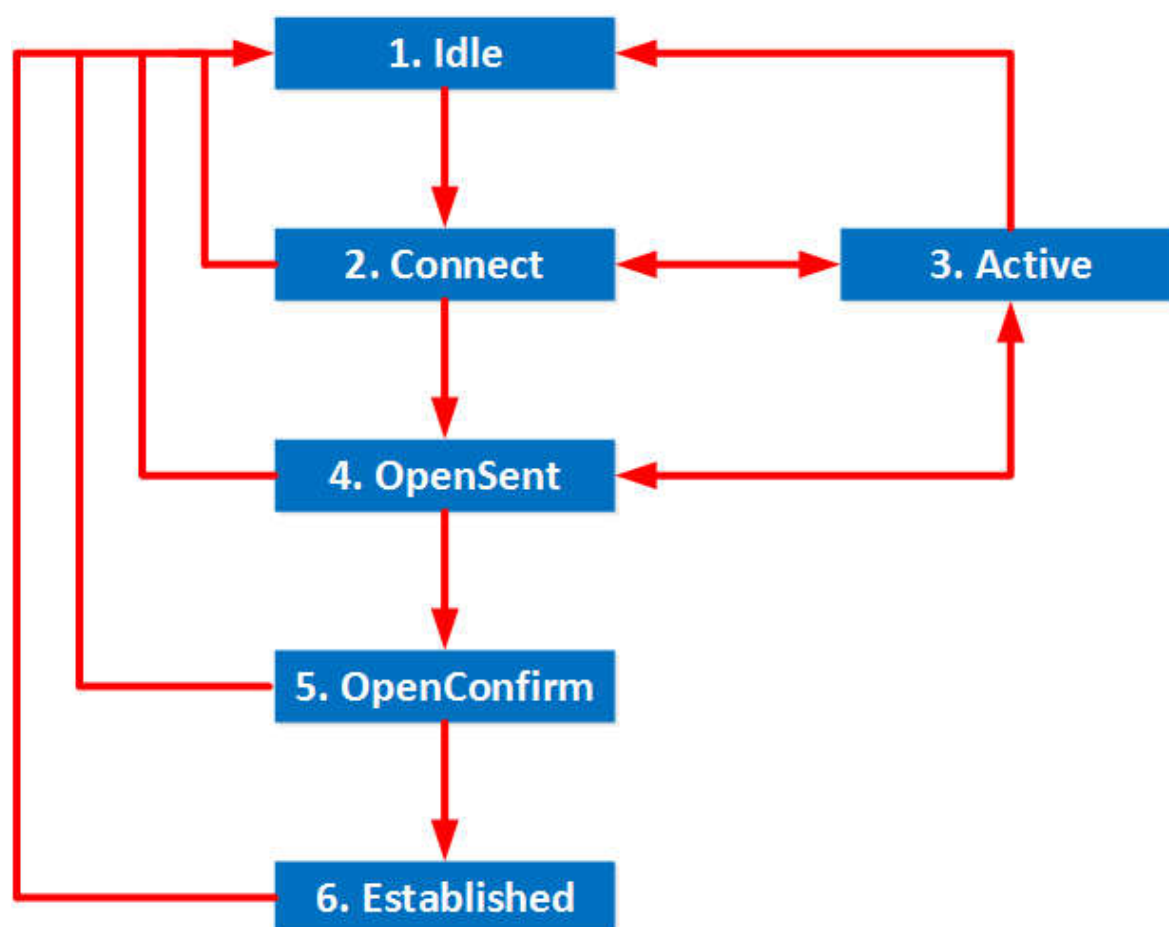 1. Idle
2. Connect
3. Active
4. OpenSent
5. OpenConfirm
6. Established